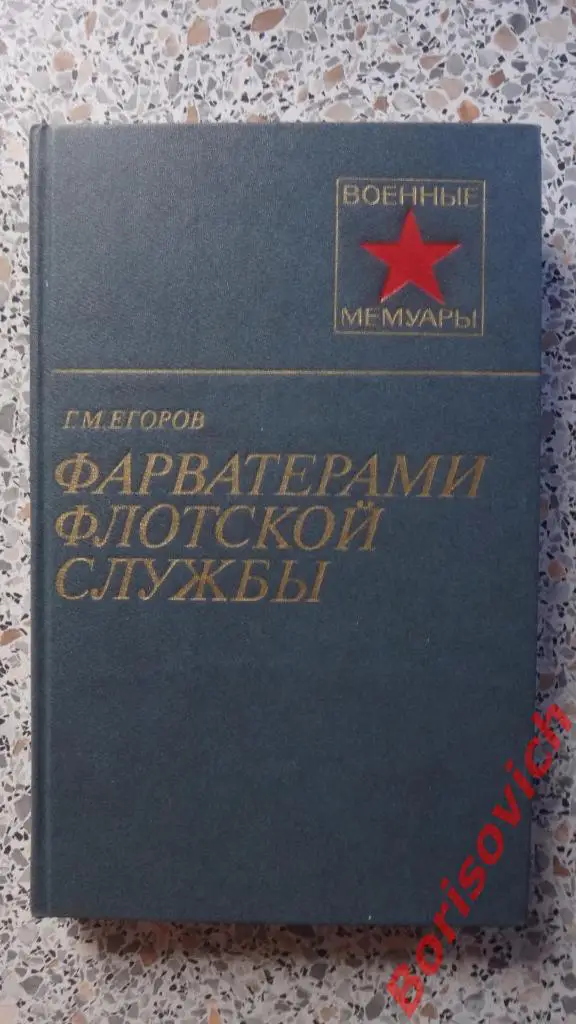 ВОЕННЫЕ
МЕМУАРЫ
Г.М.ЕГОРОВ
ФАРВАТЕРАМИ
ФЛОТСКОЙ
СЛУЖБЫ
Borisovich